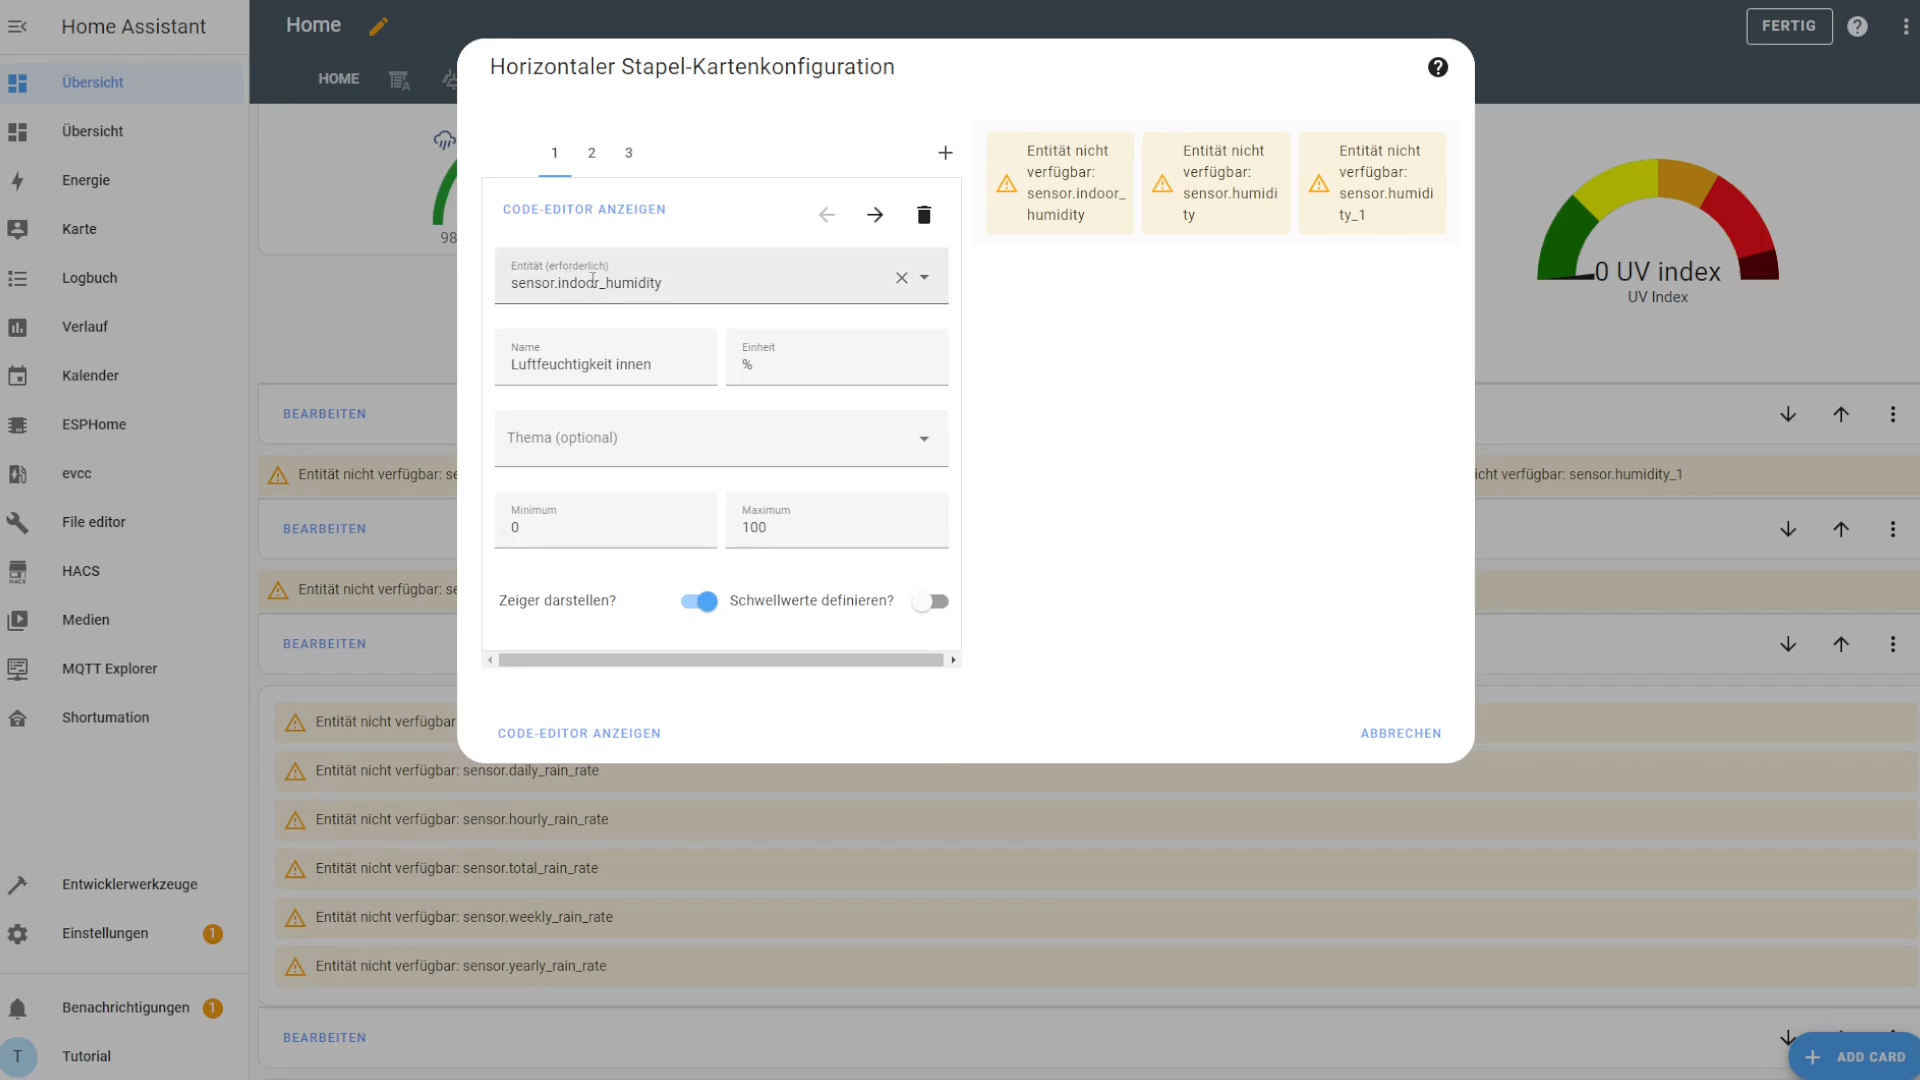 Home Assistant
Home
FERTIG
HOME
A
Übersicht
Übersicht
Energie
Karte
Logbuch
Verlauf
Kalender
ESPHome
evcc
File editor
HACS
HACS
Medien
MQTT Explorer
Shortumation
Entwicklerwerkzeuge
Einstellungen
1
Benachrichtigungen
1
T
Tutorial
98
Horizontaler Stapel-Kartenkonfiguration
1
2
3
CODE-EDITOR ANZEIGEN
Entität (erforderlich)
sensor.indoor_humidity
Name
Luftfeuchtigkeit innen
Einheit
%
Thema (optional)
Minimum
0
Maximum
100
Zeiger darstellen?
Schwellwerte definieren?
CODE-EDITOR ANZEIGEN
ABBRECHEN
Entität nicht
verfügbar:
sensor.indoor_
humidity
Entität nicht
verfügbar:
sensor.humidi
ty
Entität nicht
verfügbar:
sensor.humidi
ty_1
0 UV index
UV Index
BEARBEITEN
Entität nicht verfügbar: se
icht verfügbar: sensor.humidity_1
BEARBEITEN
Entität nicht verfügbar: se
BEARBEITEN
Entität nicht verfügbar
Entität nicht verfügbar: sensor.daily_rain_rate
Entität nicht verfügbar: sensor.hourly_rain_rate
Entität nicht verfügbar: sensor.total_rain_rate
Entität nicht verfügbar: sensor.weekly_rain_rate
Entität nicht verfügbar: sensor.yearly_rain_rate
BEARBEITEN
ADD CARD